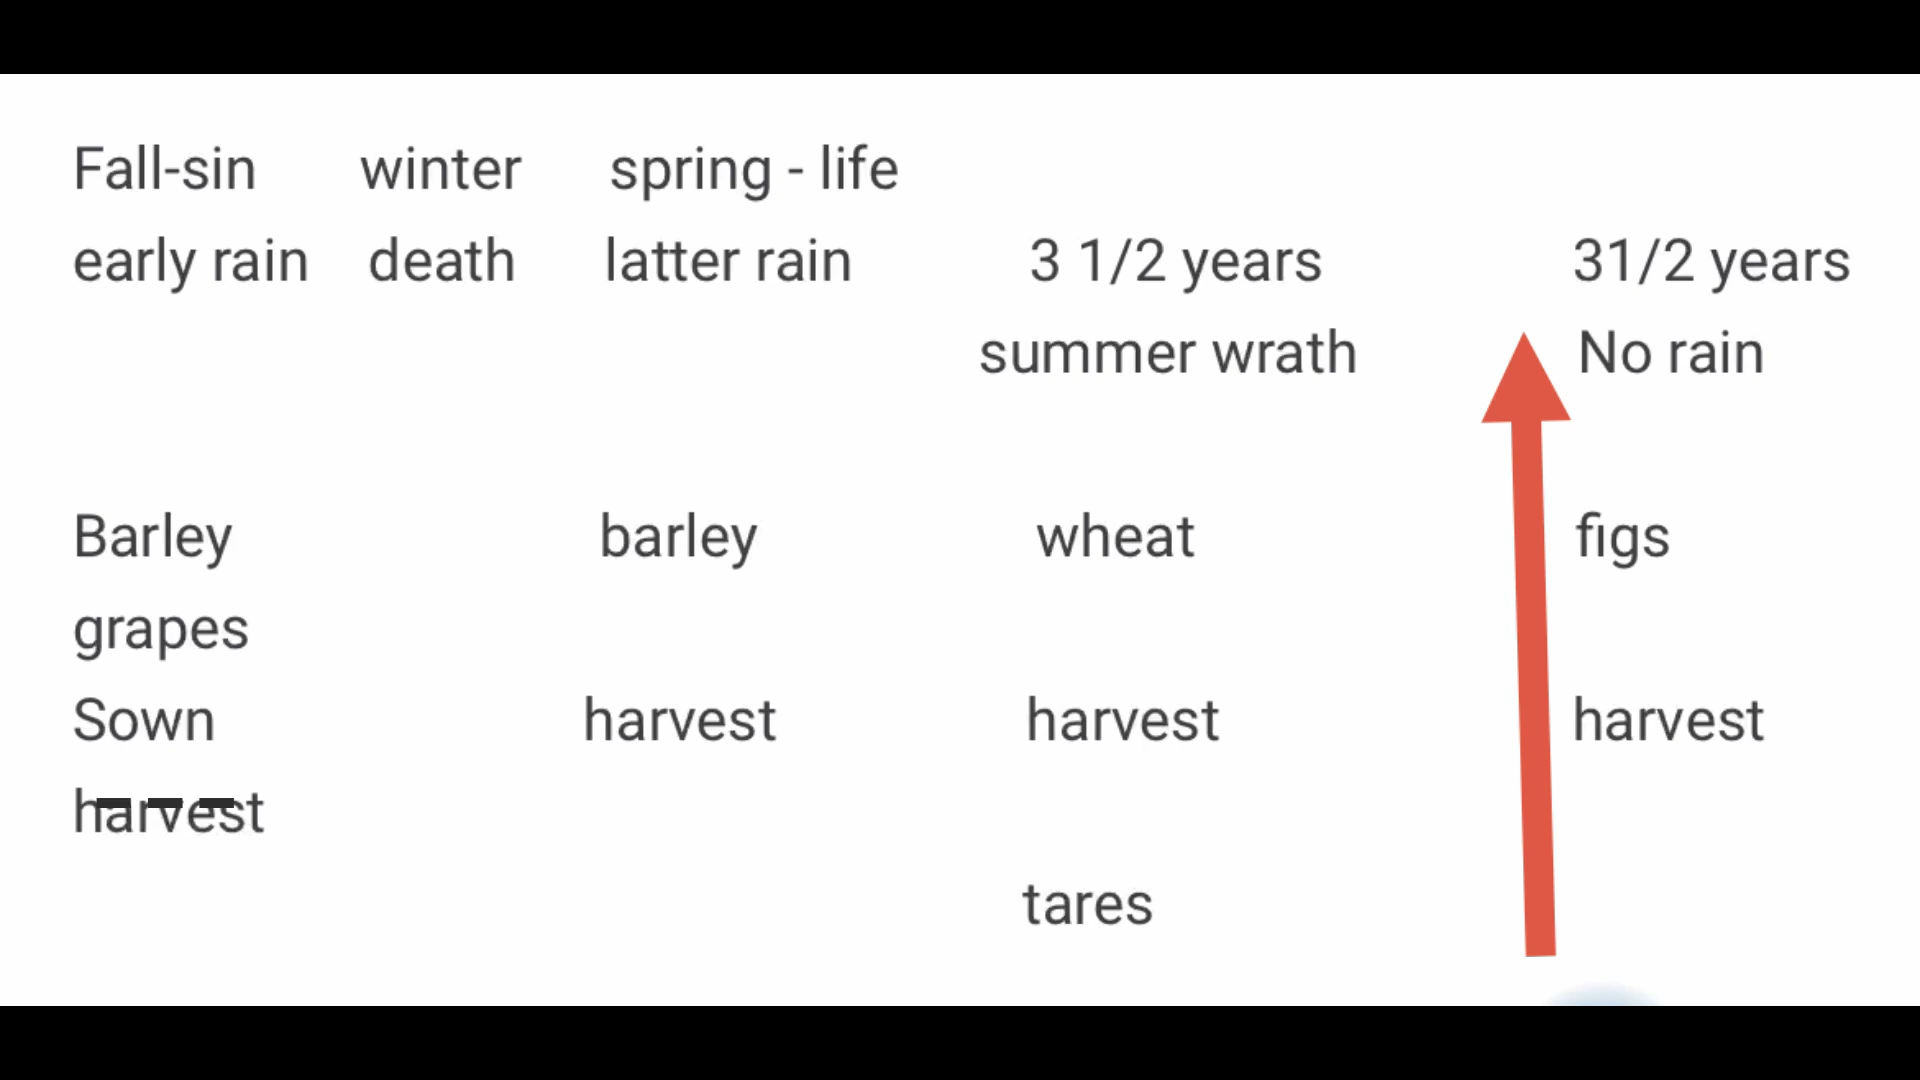 Fall-sin winter spring - life
early rain death latter rain 3 1/2 years 31/2 years
summer wrath No rain
Barley barley wheat figs
grapes
Sown harvest harvest harvest
harvest
tares